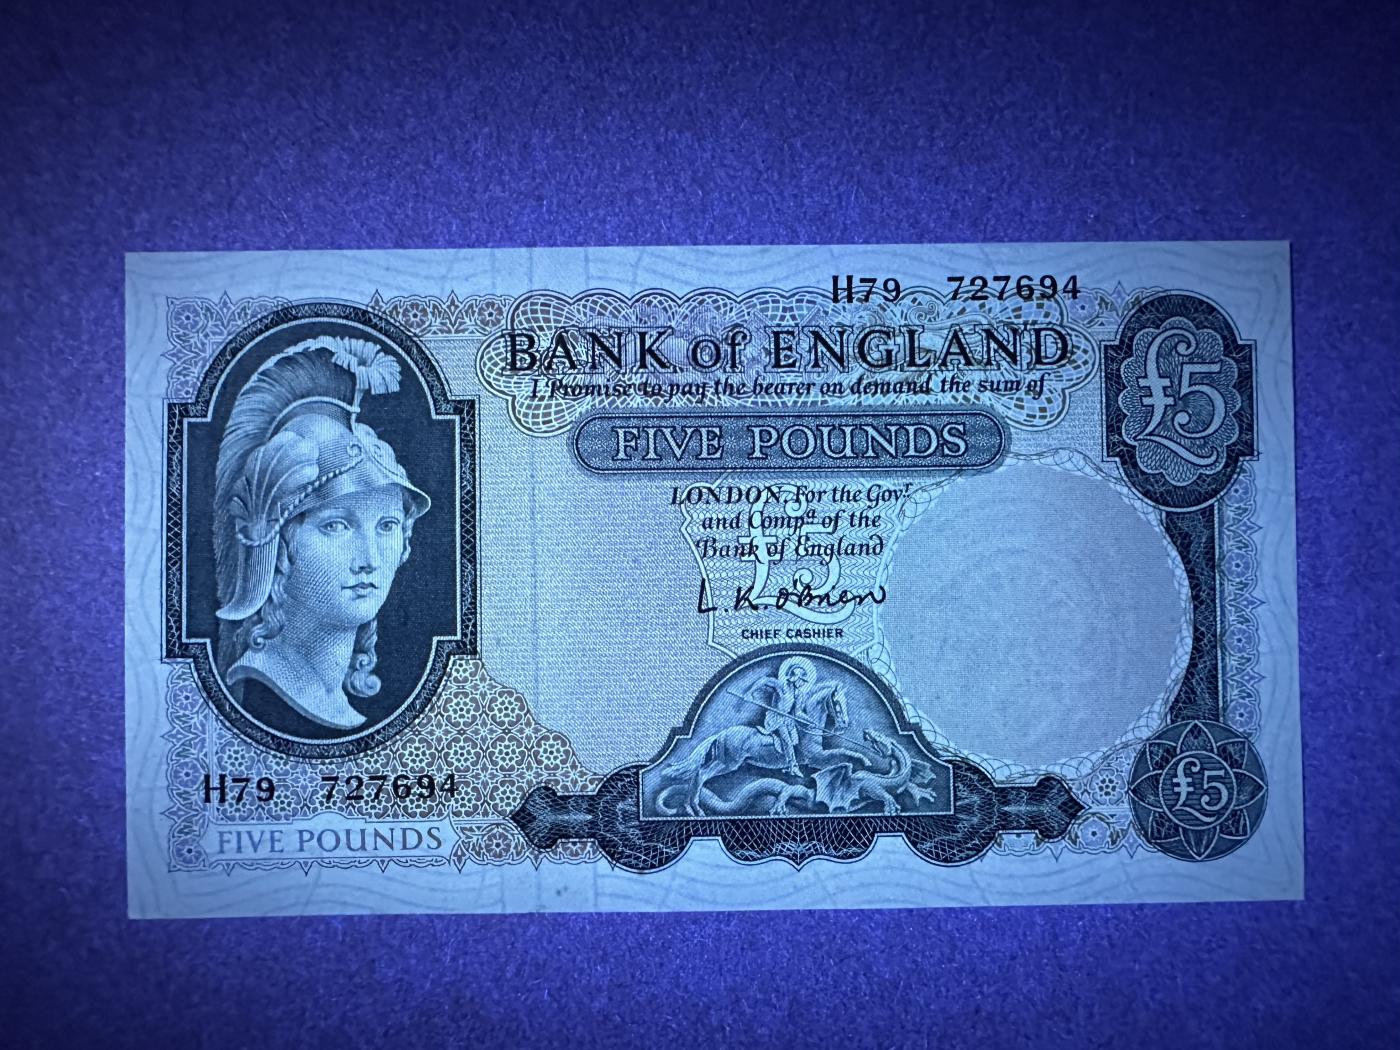 H79 727694
BANK of ENGLAND
I Promise to pay the bearer on demand the sum of
FIVE POUNDS
£5
LONDON, For the Govr.
and Compa. of the
Bank of England
£5
L.K. O'Brien
CHIEF CASHIER
H79 727694
FIVE POUNDS
£5